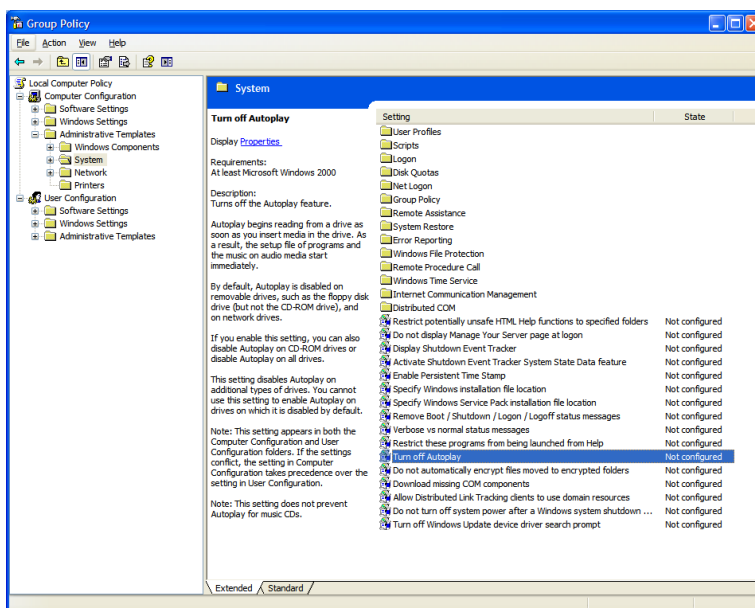 Group Policy
File Action View Help
Local Computer Policy
Computer Configuration
Software Settings
Windows Settings
Administrative Templates
Windows Components
System
Network
Printers
User Configuration
Software Settings
Windows Settings
Administrative Templates
System
Turn off Autoplay
Display Properties
Requirements:
At least Microsoft Windows 2000
Description:
Turns off the Autoplay feature.
Autoplay begins reading from a drive as
soon as you insert media in the drive. As
a result, the setup file of programs and
the music on audio media start
immediately.
By default, Autoplay is disabled on
removable drives, such as the floppy disk
drive (but not the CD-ROM drive), and
on network drives.
If you enable this setting, you can also
disable Autoplay on CD-ROM drives or
disable Autoplay on all drives.
This setting disables Autoplay on
additional types of drives. You cannot
use this setting to enable Autoplay on
drives on which it is disabled by default.
Note: This setting appears in both the
Computer Configuration and User
Configuration folders. If the settings
conflict, the setting in Computer
Configuration takes precedence over the
setting in User Configuration.
Note: This setting does not prevent
Autoplay for music CDs.
Setting State
User Profiles
Scripts
Logon
Disk Quotas
Net Logon
Group Policy
Remote Assistance
System Restore
Error Reporting
Windows File Protection
Remote Procedure Call
Windows Time Service
Internet Communication Management
Distributed COM
Restrict potentially unsafe HTML Help functions to specified folders Not configured
Do not display Manage Your Server page at logon Not configured
Display Shutdown Event Tracker Not configured
Activate Shutdown Event Tracker System State Data feature Not configured
Enable Persistent Time Stamp Not configured
Specify Windows installation file location Not configured
Specify Windows Service Pack installation file location Not configured
Remove Boot / Shutdown / Logon / Logoff status messages Not configured
Verbose vs normal status messages Not configured
Restrict these programs from being launched from Help Not configured
Turn off Autoplay Not configured
Do not automatically encrypt files moved to encrypted folders Not configured
Download missing COM components Not configured
Allow Distributed Link Tracking clients to use domain resources Not configured
Do not turn off system power after a Windows system shutdown ... Not configured
Turn off Windows Update device driver search prompt Not configured
Extended Standard